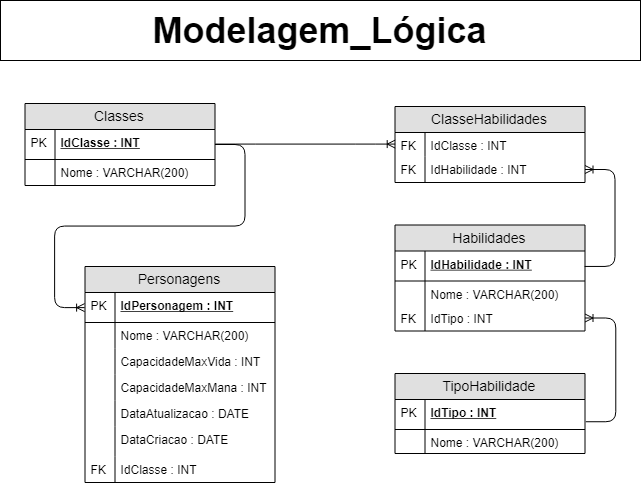 Modelagem_Lógica
Classes
PK IdClasse : INT
Nome : VARCHAR(200)
ClasseHabilidades
FK IdClasse : INT
FK IdHabilidade : INT
Habilidades
PK IdHabilidade : INT
Nome : VARCHAR(200)
FK IdTipo : INT
Personagens
PK IdPersonagem : INT
Nome : VARCHAR(200)
CapacidadeMaxVida : INT
CapacidadeMaxMana : INT
DataAtualizacao : DATE
DataCriacao : DATE
FK IdClasse : INT
TipoHabilidade
PK IdTipo : INT
Nome : VARCHAR(200)